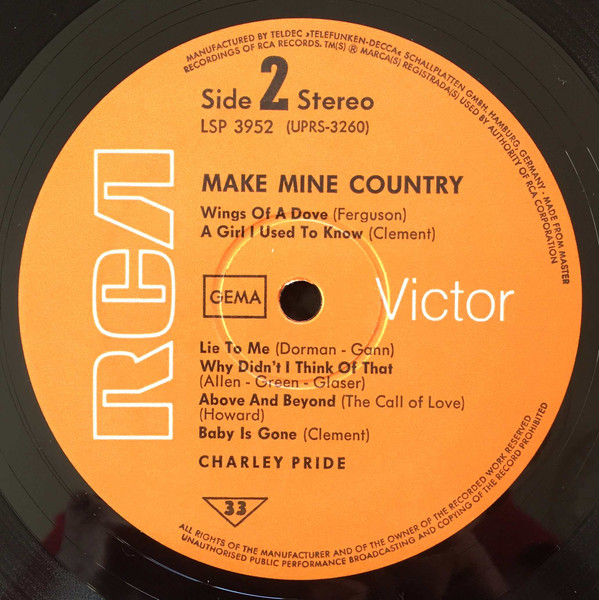 MANUFACTURED BY TELDEC »TELEFUNKEN-DECCA« SCHALLPLATTEN GMBH, HAMBURG, GERMANY · MADE FROM MASTER
RECORDINGS OF RCA RECORDS. TM(S) ® MARCA(S) REGISTRADA(S) USED BY AUTHORITY OF RCA CORPORATION
Side 2 Stereo
LSP 3952 (UPRS-3260)
RCA
MAKE MINE COUNTRY
Wings Of A Dove (Ferguson)
A Girl I Used To Know (Clement)
GEMA
Victor
Lie To Me (Dorman - Gann)
Why Didn't I Think Of That
(Allen - Green - Glaser)
Above And Beyond (The Call of Love)
(Howard)
Baby Is Gone (Clement)
CHARLEY PRIDE
33
ALL RIGHTS OF THE MANUFACTURER AND OF THE OWNER OF THE RECORDED WORK RESERVED
UNAUTHORISED PUBLIC PERFORMANCE BROADCASTING AND COPYING OF THE RECORD PROHIBITED